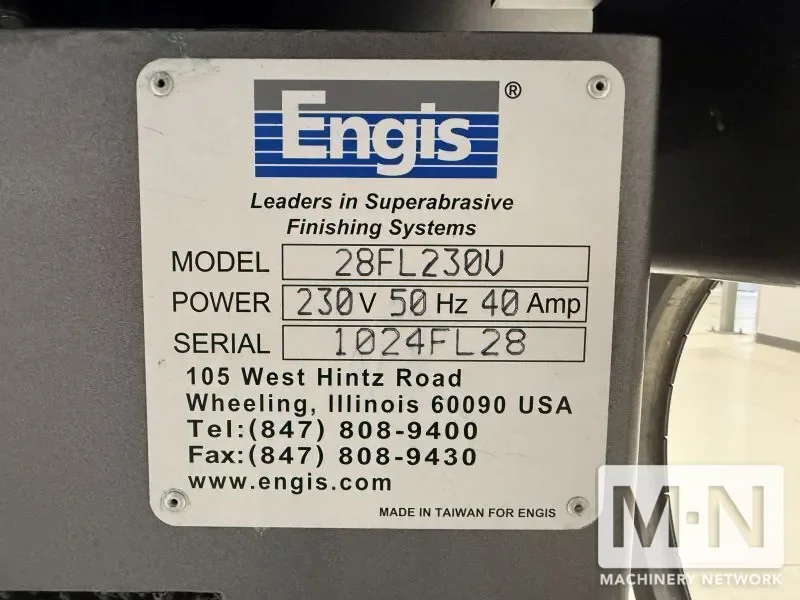 Engis®
Leaders in Superabrasive
Finishing Systems
MODEL 28FL230V
POWER 230V 50 Hz 40 Amp
SERIAL 1024FL28
105 West Hintz Road
Wheeling, Illinois 60090 USA
Tel:(847) 808-9400
Fax:(847) 808-9430
www.engis.com
MADE IN TAIWAN FOR ENGIS
M·N
MACHINERY NETWORK